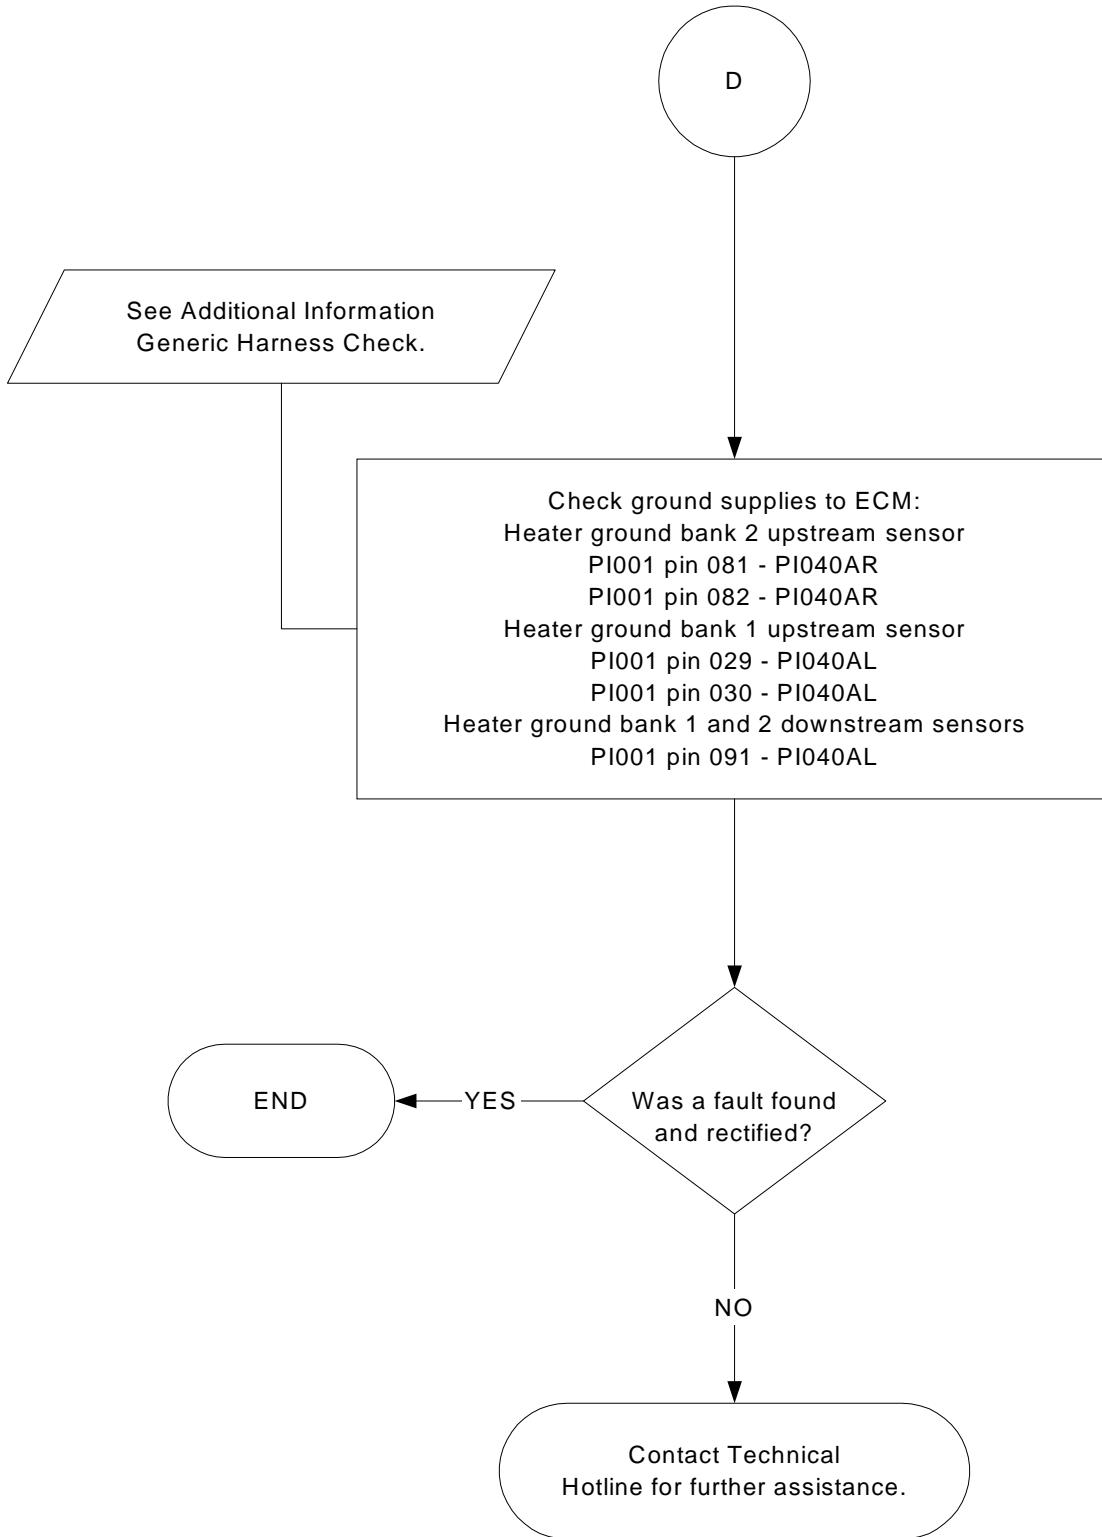 D
See Additional Information
Generic Harness Check.
Check ground supplies to ECM:
Heater ground bank 2 upstream sensor
PI001 pin 081 - PI040AR
PI001 pin 082 - PI040AR
Heater ground bank 1 upstream sensor
PI001 pin 029 - PI040AL
PI001 pin 030 - PI040AL
Heater ground bank 1 and 2 downstream sensors
PI001 pin 091 - PI040AL
Was a fault found
and rectified?
YES
END
NO
Contact Technical
Hotline for further assistance.